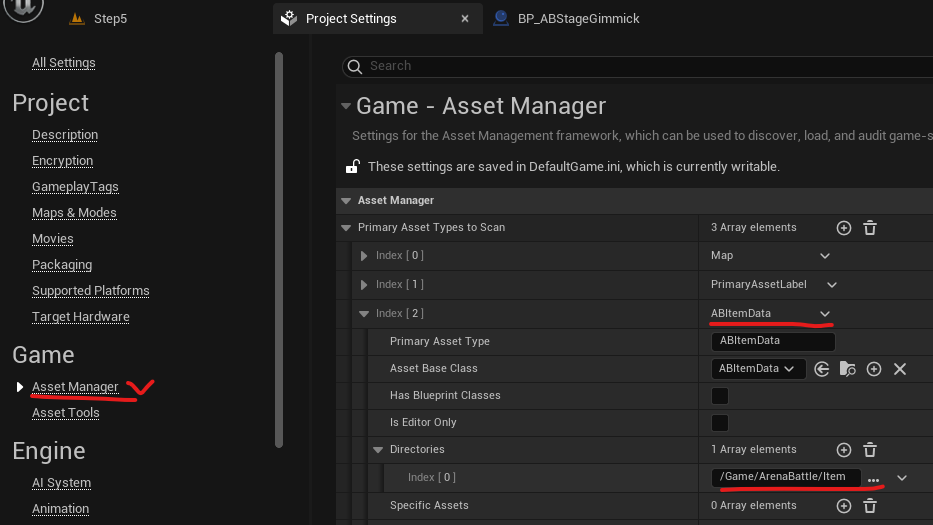 Step5
Project Settings
BP_ABStageGimmick
All Settings
Project
Description
Encryption
GameplayTags
Maps & Modes
Movies
Packaging
Supported Platforms
Target Hardware
Game
Asset Manager
Asset Tools
Engine
AI System
Animation
Search
Game - Asset Manager
Settings for the Asset Management framework, which can be used to discover, load, and audit game-s
These settings are saved in DefaultGame.ini, which is currently writable.
Asset Manager
Primary Asset Types to Scan 3 Array elements
Index [ 0 ] Map
Index [ 1 ] PrimaryAssetLabel
Index [ 2 ] ABItemData
Primary Asset Type ABItemData
Asset Base Class ABItemData
Has Blueprint Classes
Is Editor Only
Directories 1 Array elements
Index [ 0 ] /Game/ArenaBattle/Item ...
Specific Assets 0 Array elements